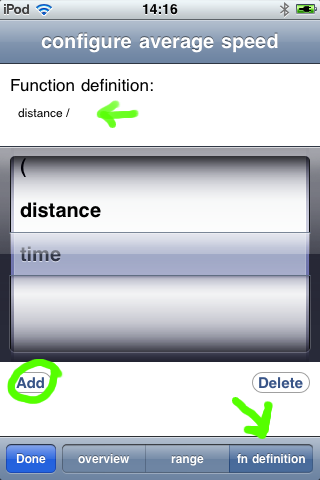 iPod 14:16
configure average speed
Function definition:
distance /
(
distance
time
Add Delete
Done overview range fn definition